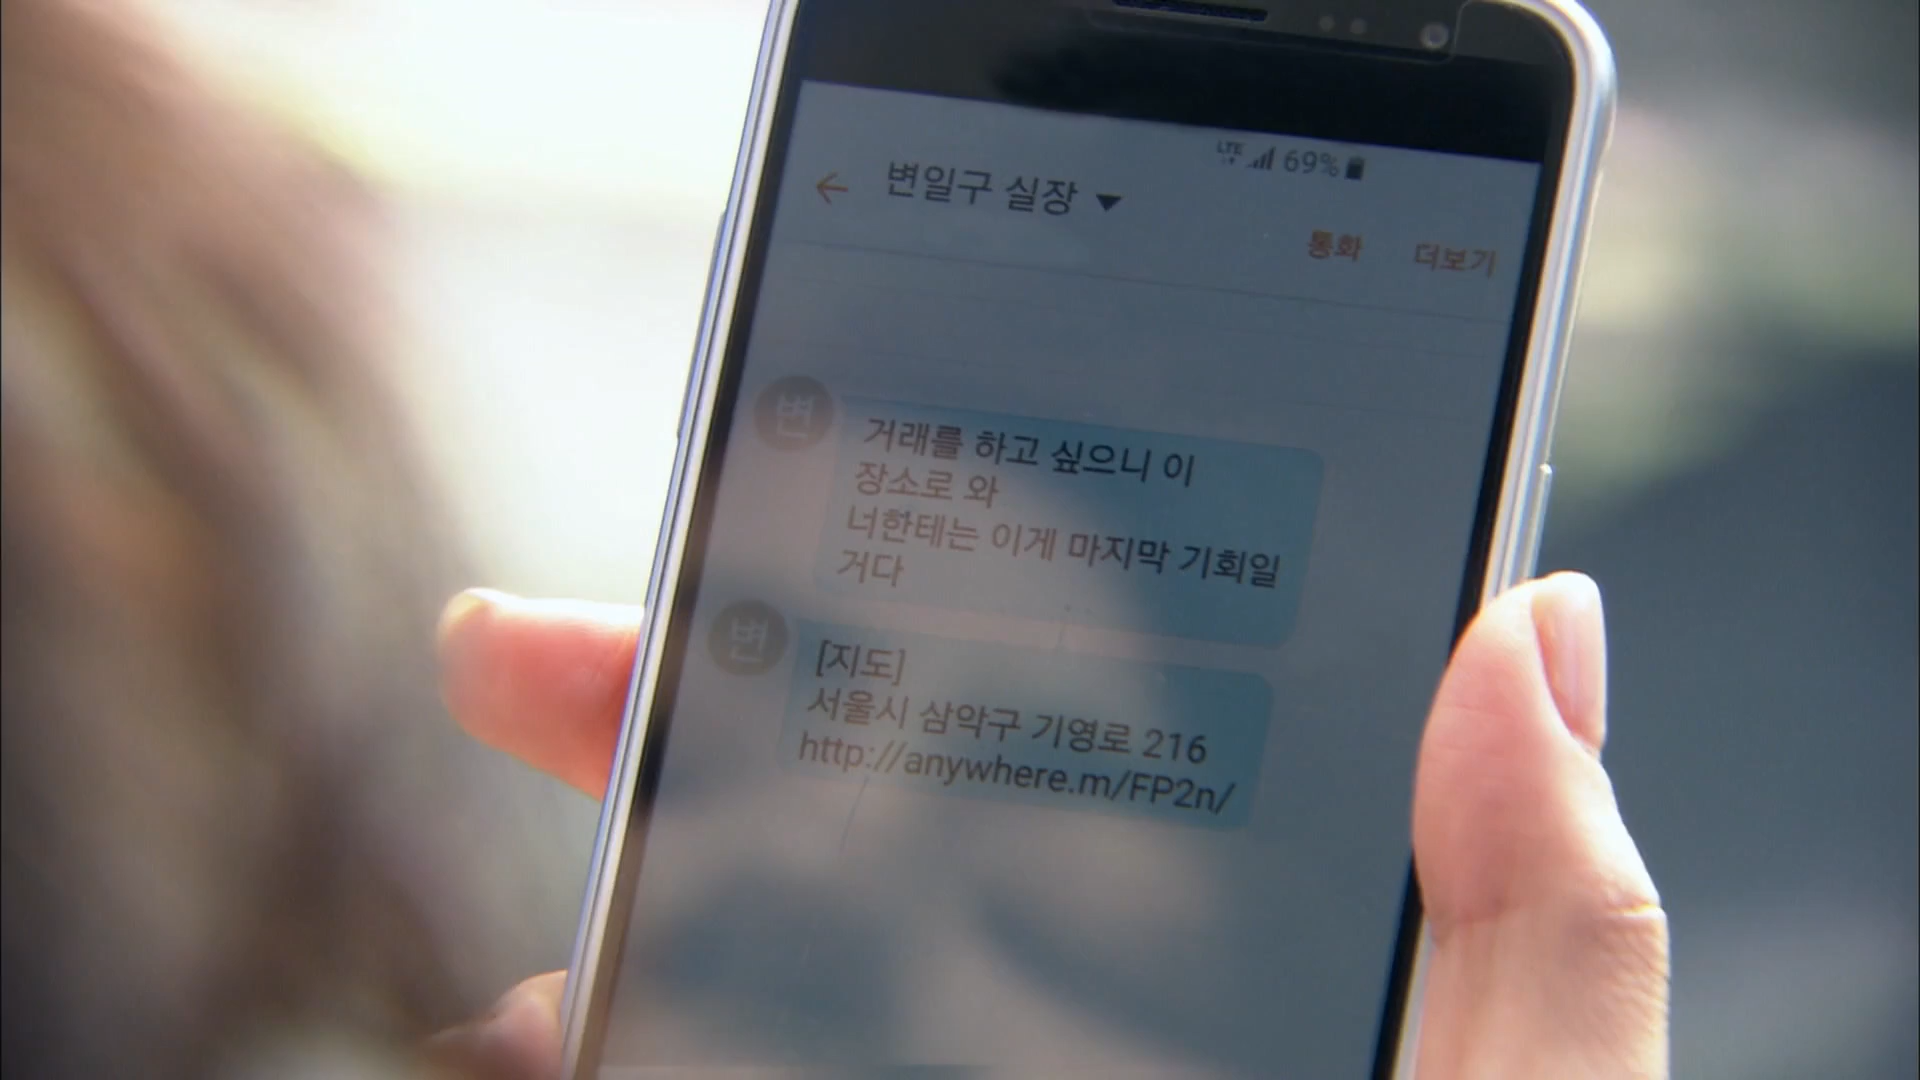 LTE 69%
변일구 실장
통화 더보기
변
거래를 하고 싶으니 이
장소로 와
너한테는 이게 마지막 기회일
거다
변
[지도]
서울시 삼악구 기영로 216
http://anywhere.m/FP2n/